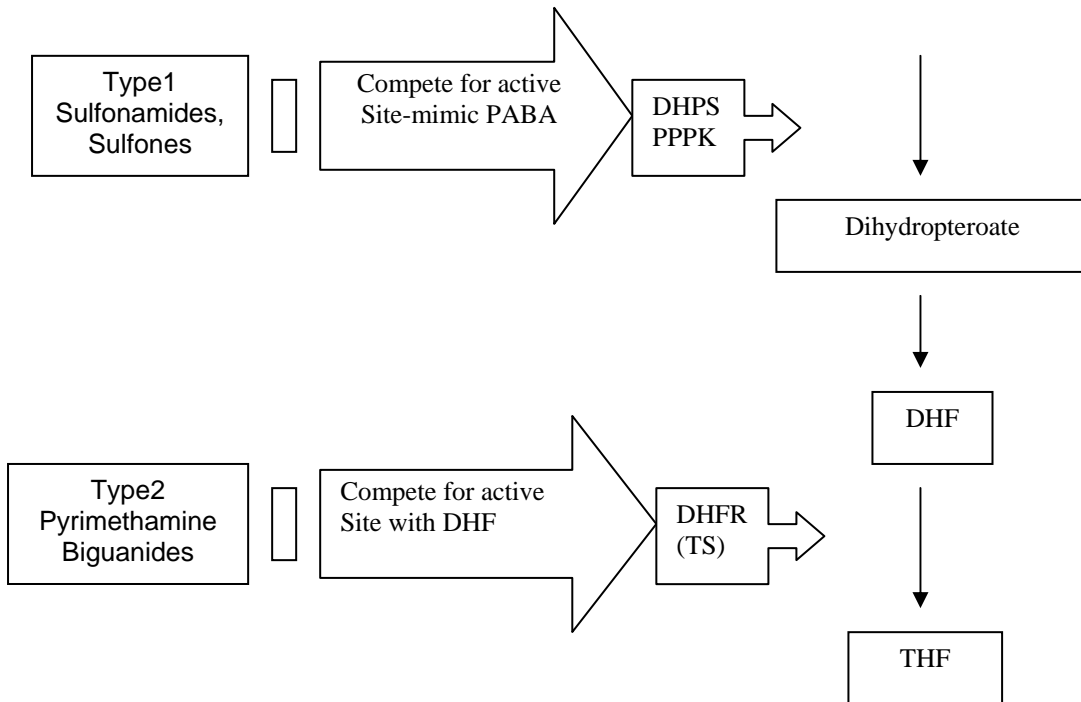 Type1
Sulfonamides,
Sulfones
Compete for active
Site-mimic PABA
DHPS
PPPK
Dihydropteroate
DHF
Type2
Pyrimethamine
Biguanides
Compete for active
Site with DHF
DHFR
(TS)
THF